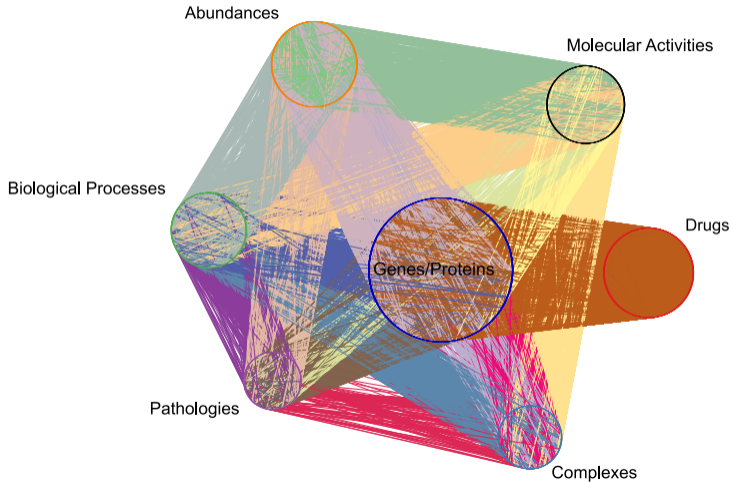 Abundances
Molecular Activities
Biological Processes
Drugs
Genes/Proteins
Pathologies
Complexes